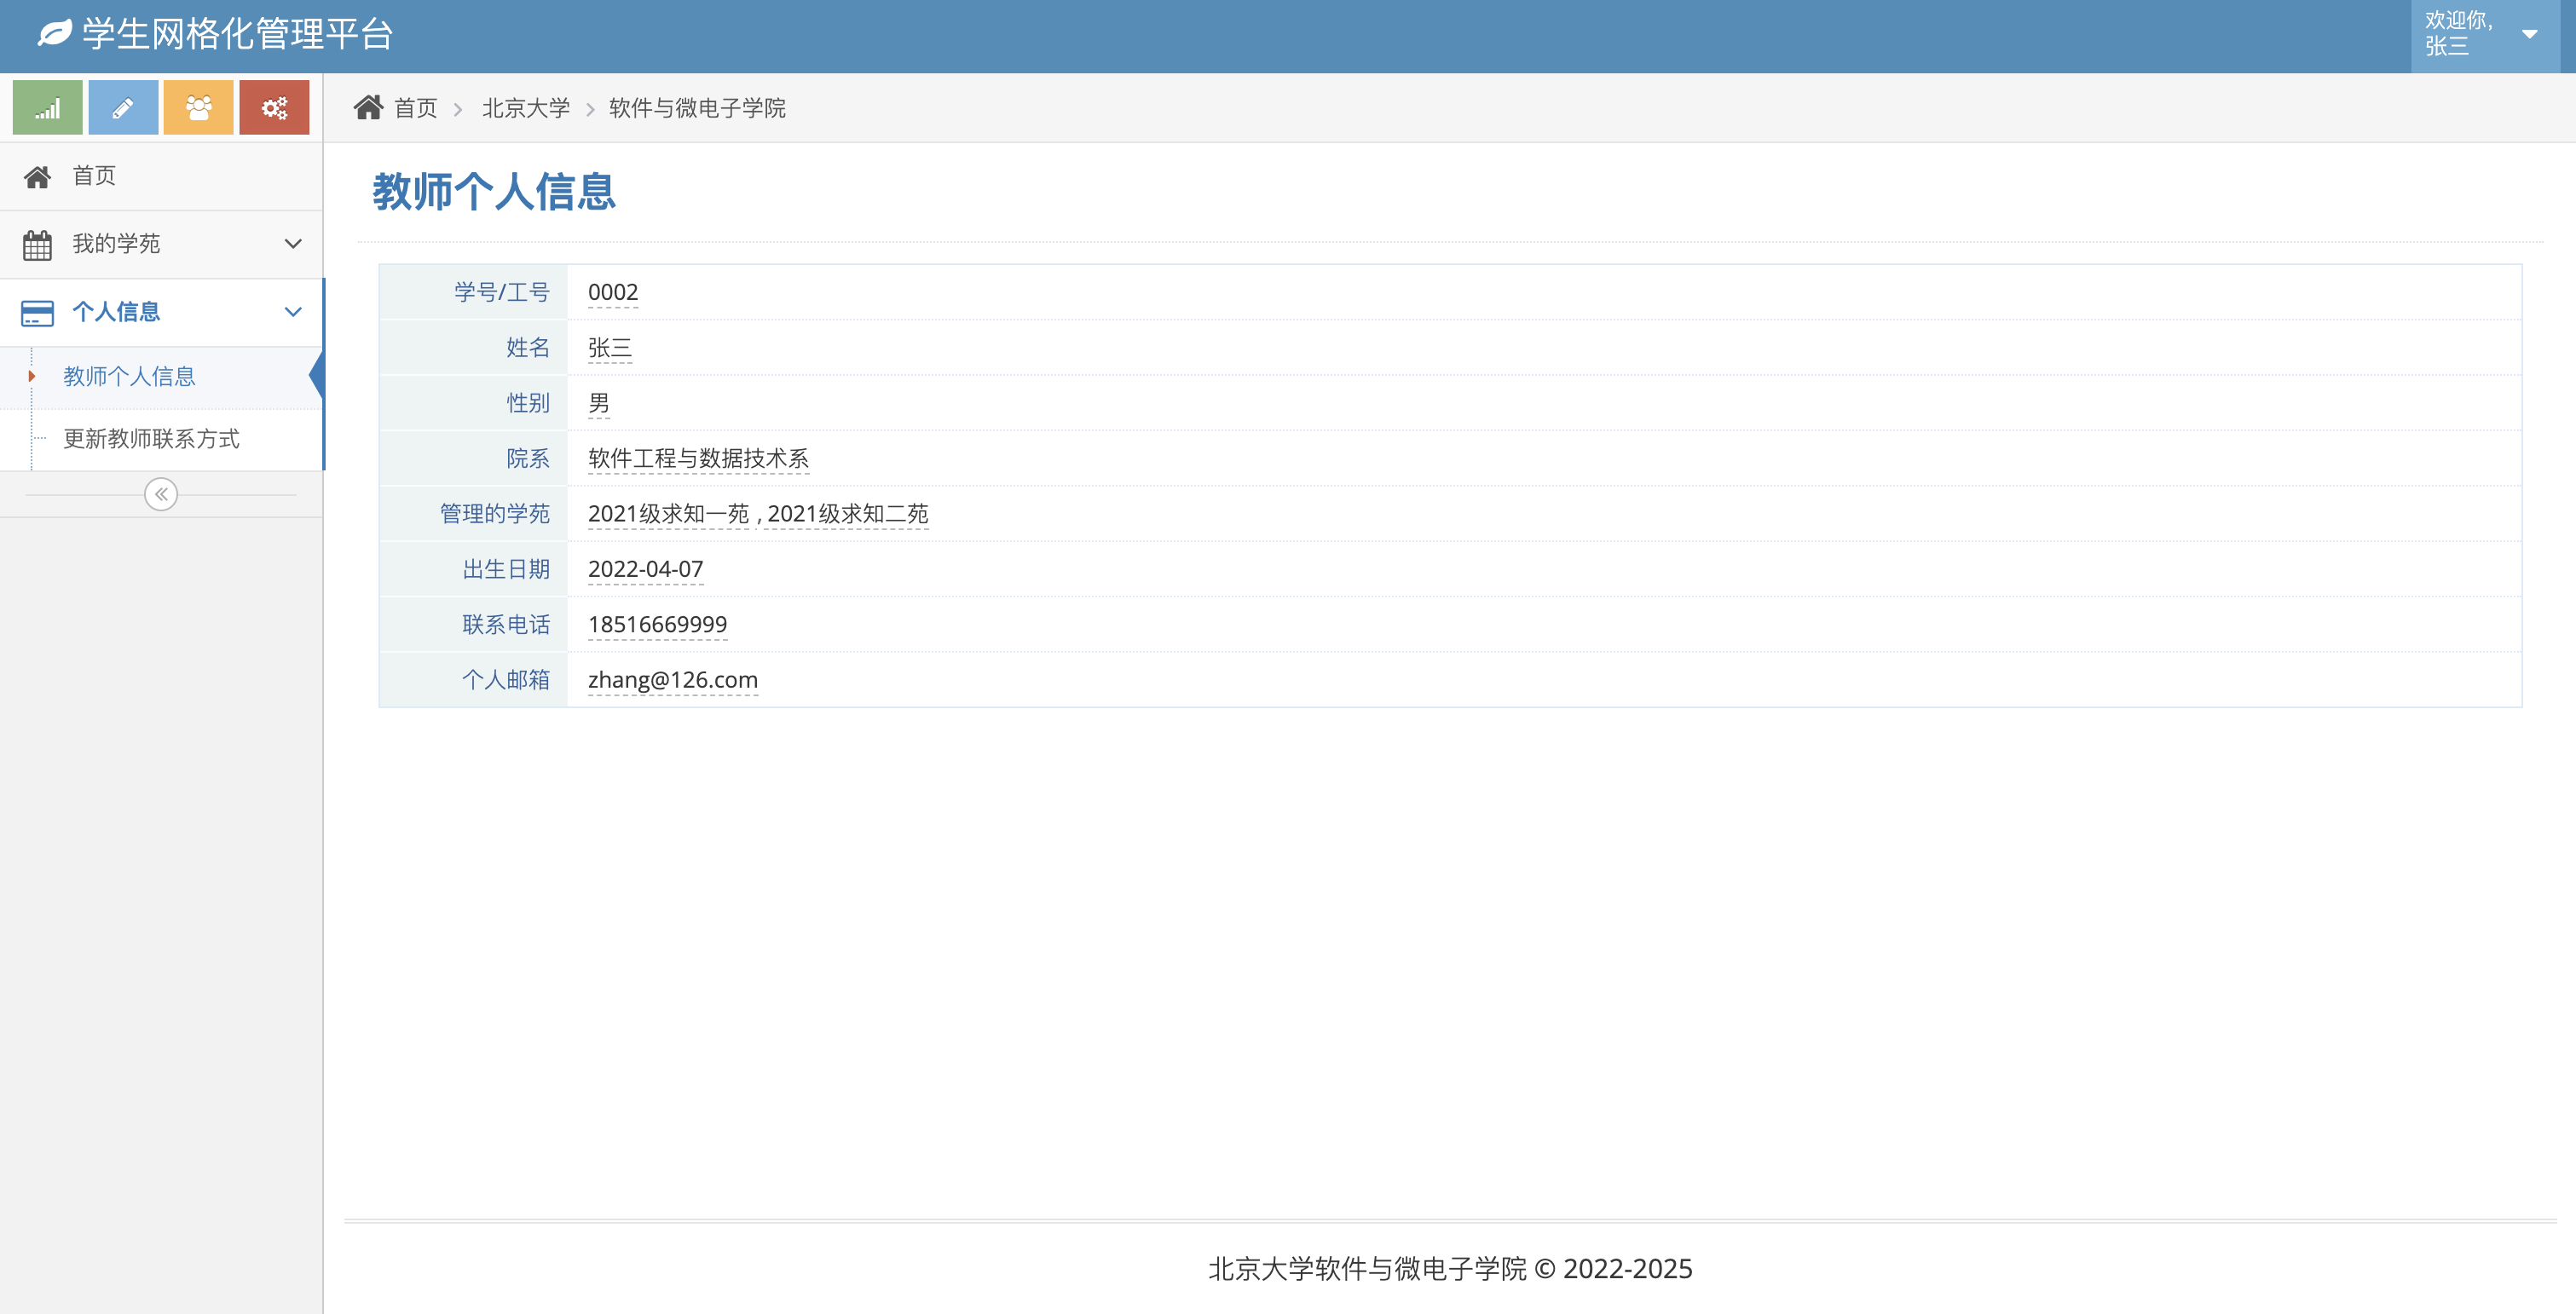 学生网格化管理平台
欢迎你,
张三
首页
北京大学
软件与微电子学院
首页
我的学苑
个人信息
教师个人信息
更新教师联系方式
教师个人信息
学号/工号 0002
姓名 张三
性别 男
院系 软件工程与数据技术系
管理的学苑 2021级求知一苑 , 2021级求知二苑
出生日期 2022-04-07
联系电话 18516669999
个人邮箱 zhang@126.com
北京大学软件与微电子学院 © 2022-2025